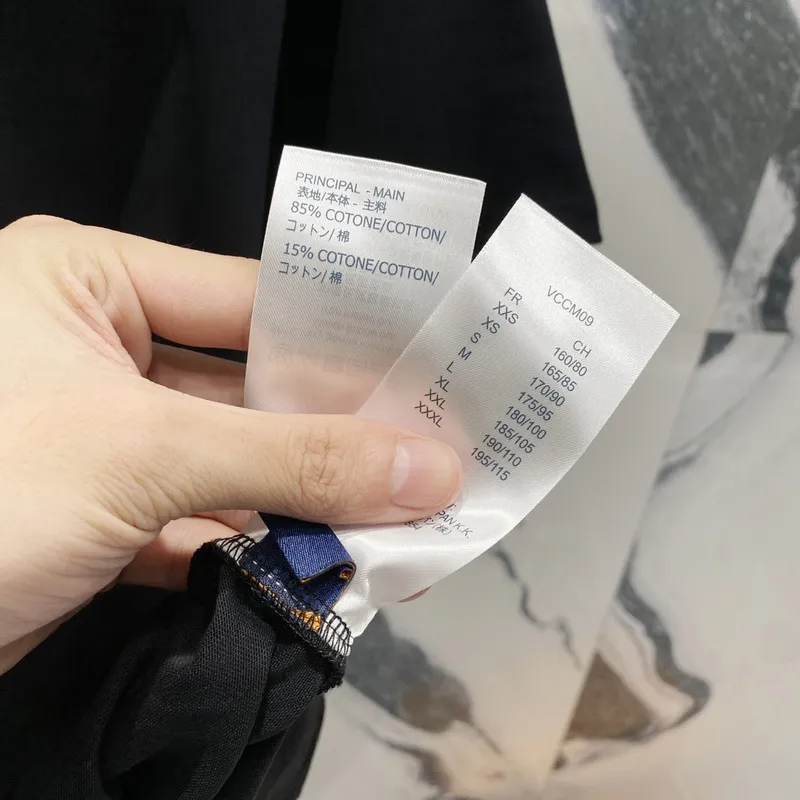 PRINCIPAL - MAIN
表地/本体 - 主料
85% COTONE/COTTON/
コットン/棉
15% COTONE/COTTON/
コットン/棉
VCCM09
FR CH
XXS 160/80
XS 165/85
S 170/90
M 175/95
L 180/100
XL 185/105
XXL 190/110
XXXL 195/115
PAN K.K.